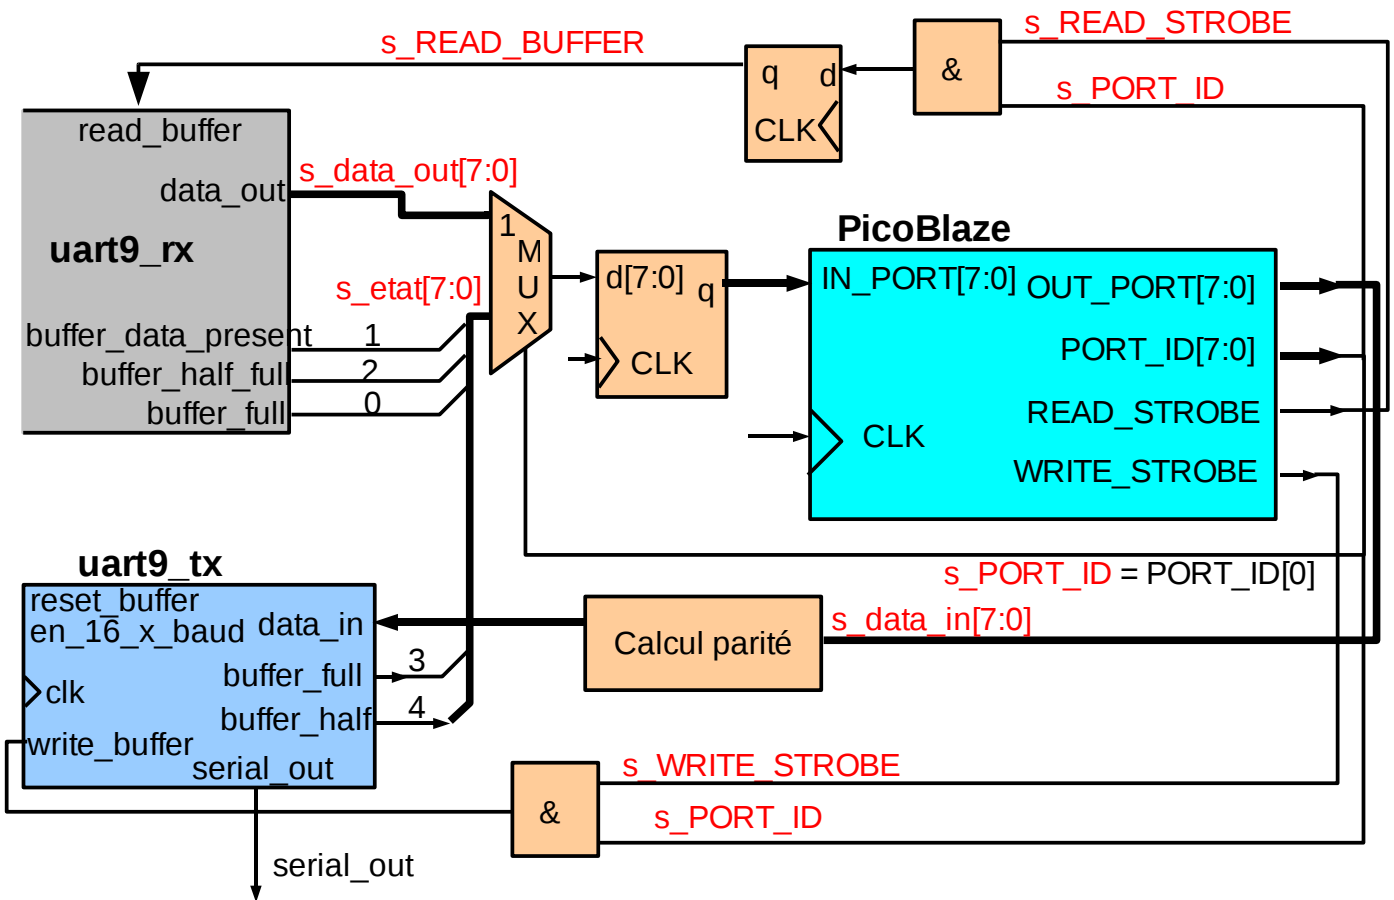 s_READ_STROBE
s_READ_BUFFER
&
q
d
CLK
s_PORT_ID
read_buffer
data_out
s_data_out[7:0]
uart9_rx
s_etat[7:0]
buffer_data_present
1
buffer_half_full
2
buffer_full
0
1
M
U
X
d[7:0]
q
CLK
PicoBlaze
IN_PORT[7:0]
OUT_PORT[7:0]
PORT_ID[7:0]
READ_STROBE
CLK
WRITE_STROBE
s_PORT_ID = PORT_ID[0]
uart9_tx
reset_buffer
en_16_x_baud
data_in
buffer_full
3
clk
buffer_half
4
write_buffer
serial_out
Calcul parité
s_data_in[7:0]
s_WRITE_STROBE
&
s_PORT_ID
serial_out